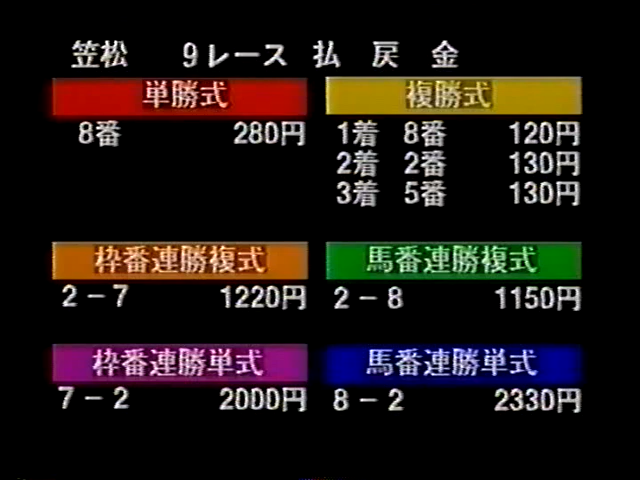 笠松 9レース 払 戻 金
単勝式 複勝式
8番 280円 1着 8番 120円
2着 2番 130円
3着 5番 130円
枠番連勝複式 馬番連勝複式
2－7 1220円 2－8 1150円
枠番連勝単式 馬番連勝単式
7－2 2000円 8－2 2330円